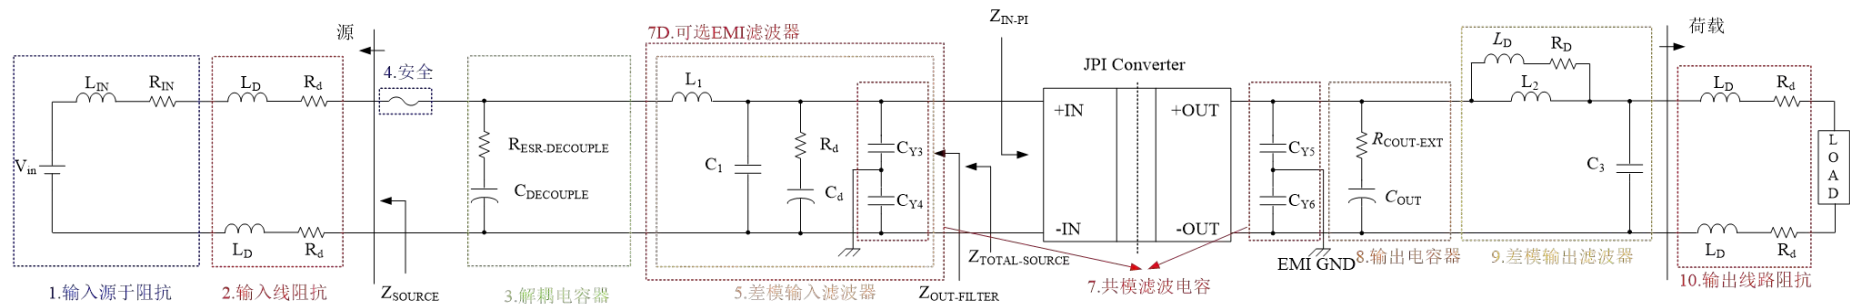 源
Z_IN-PI
荷载
7D.可选EMI滤波器
L_IN
R_IN
L_D
R_d
4.安全
L_1
JPI Converter
L_D
R_D
L_2
L_D
R_d
+IN
+OUT
V_in
R_ESR-DECOUPLE
C_DECOUPLE
C_1
R_d
C_d
C_Y3
C_Y4
C_Y5
C_Y6
R_COUT-EXT
C_OUT
C_3
LOAD
-IN
-OUT
L_D
R_d
L_D
R_d
Z_TOTAL-SOURCE
EMI GND
8.输出电容器
9.差模输出滤波器
10.输出线路阻抗
1.输入源于阻抗
2.输入线阻抗
Z_SOURCE
3.解耦电容器
5.差模输入滤波器
Z_OUT-FILTER
7.共模滤波电容